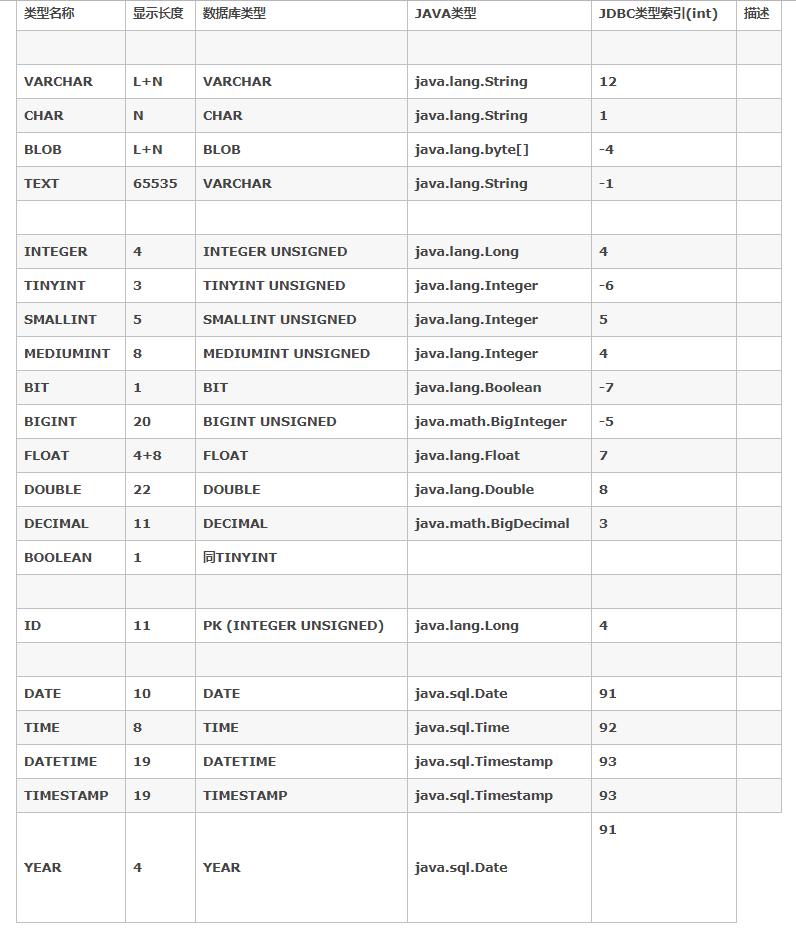 类型名称 显示长度 数据库类型 JAVA类型 JDBC类型索引(int) 描述
VARCHAR L+N VARCHAR java.lang.String 12
CHAR N CHAR java.lang.String 1
BLOB L+N BLOB java.lang.byte[] -4
TEXT 65535 VARCHAR java.lang.String -1
INTEGER 4 INTEGER UNSIGNED java.lang.Long 4
TINYINT 3 TINYINT UNSIGNED java.lang.Integer -6
SMALLINT 5 SMALLINT UNSIGNED java.lang.Integer 5
MEDIUMINT 8 MEDIUMINT UNSIGNED java.lang.Integer 4
BIT 1 BIT java.lang.Boolean -7
BIGINT 20 BIGINT UNSIGNED java.math.BigInteger -5
FLOAT 4+8 FLOAT java.lang.Float 7
DOUBLE 22 DOUBLE java.lang.Double 8
DECIMAL 11 DECIMAL java.math.BigDecimal 3
BOOLEAN 1 同TINYINT
ID 11 PK (INTEGER UNSIGNED) java.lang.Long 4
DATE 10 DATE java.sql.Date 91
TIME 8 TIME java.sql.Time 92
DATETIME 19 DATETIME java.sql.Timestamp 93
TIMESTAMP 19 TIMESTAMP java.sql.Timestamp 93
YEAR 4 YEAR java.sql.Date 91